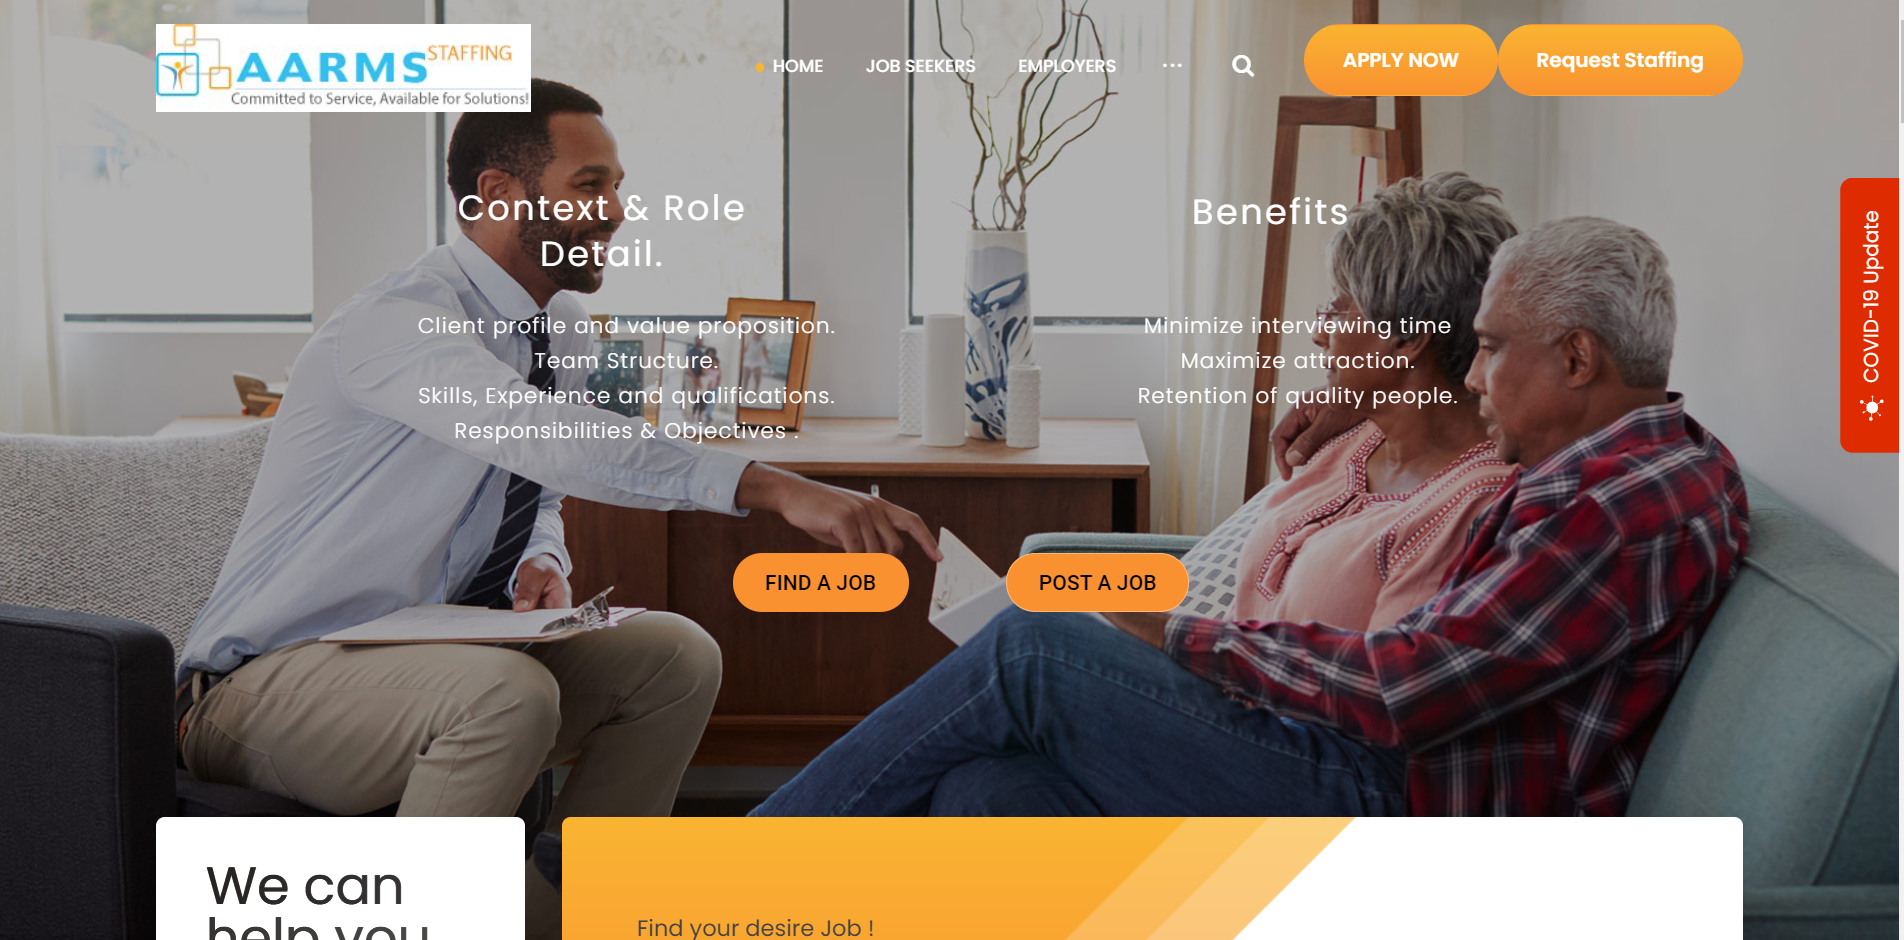 AARMS STAFFING
Committed to Service, Available for Solutions!
HOME
JOB SEEKERS
EMPLOYERS
...
APPLY NOW
Request Staffing
Context & Role
Detail.
Client profile and value proposition.
Team Structure.
Skills, Experience and qualifications.
Responsibilities & Objectives .
Benefits
Minimize interviewing time
Maximize attraction.
Retention of quality people.
COVID-19 Update
FIND A JOB
POST A JOB
We can
help you
Find your desire Job !